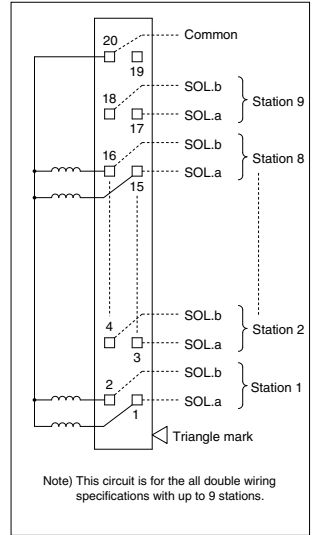 20 Common
19
18 SOL.b
17 SOL.a
Station 9
16 SOL.b
15 SOL.a
Station 8
4 SOL.b
3 SOL.a
Station 2
2 SOL.b
1 SOL.a
Station 1
Triangle mark
Note) This circuit is for the all double wiring
specifications with up to 9 stations.